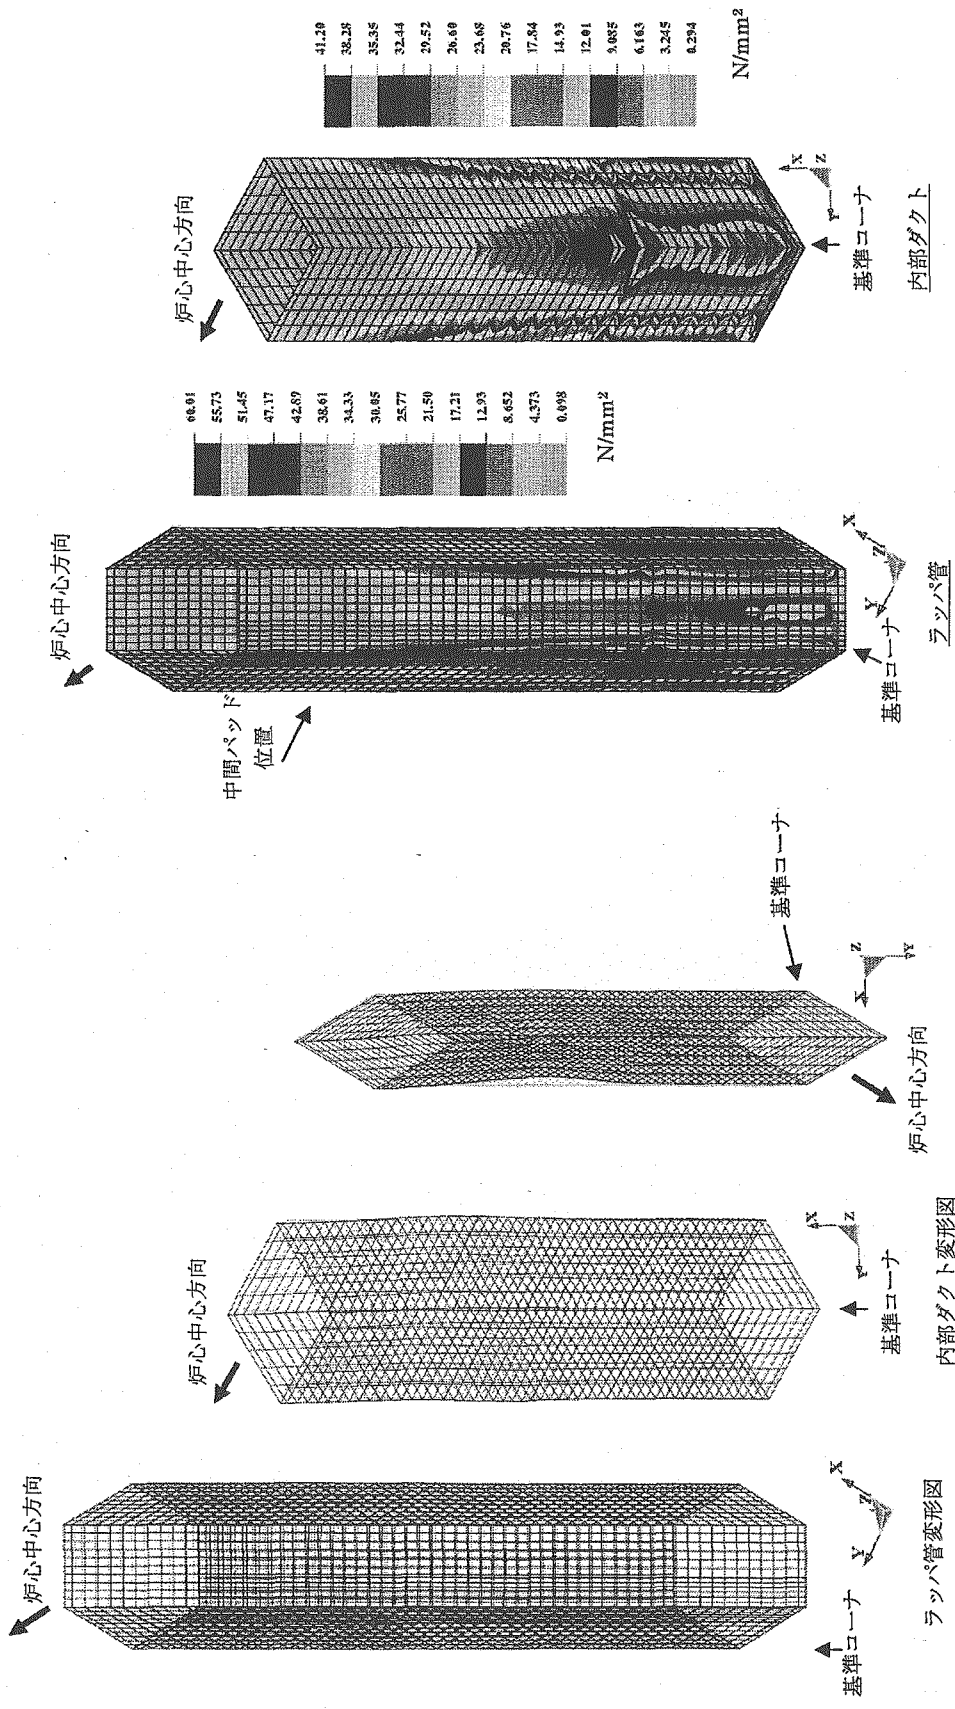 炉心中心方向
基準コーナ
Y
Z
X
ラッパ管変形図
炉心中心方向
基準コーナ
X
Y
Z
内部ダクト変形図
基準コーナ
炉心中心方向
X
Z
Y
炉心中心方向
中間パッド
位置
基準コーナ
Y
Z
X
ラッパ管
60.01
55.73
51.45
47.17
42.89
38.61
34.33
30.05
25.77
21.50
17.21
12.93
8.652
4.373
0.098
N/mm²
炉心中心方向
基準コーナ
X
Y
Z
内部ダクト
41.20
38.28
35.35
32.44
29.52
26.60
23.68
20.76
17.84
14.93
12.01
9.085
6.163
3.245
0.294
N/mm²